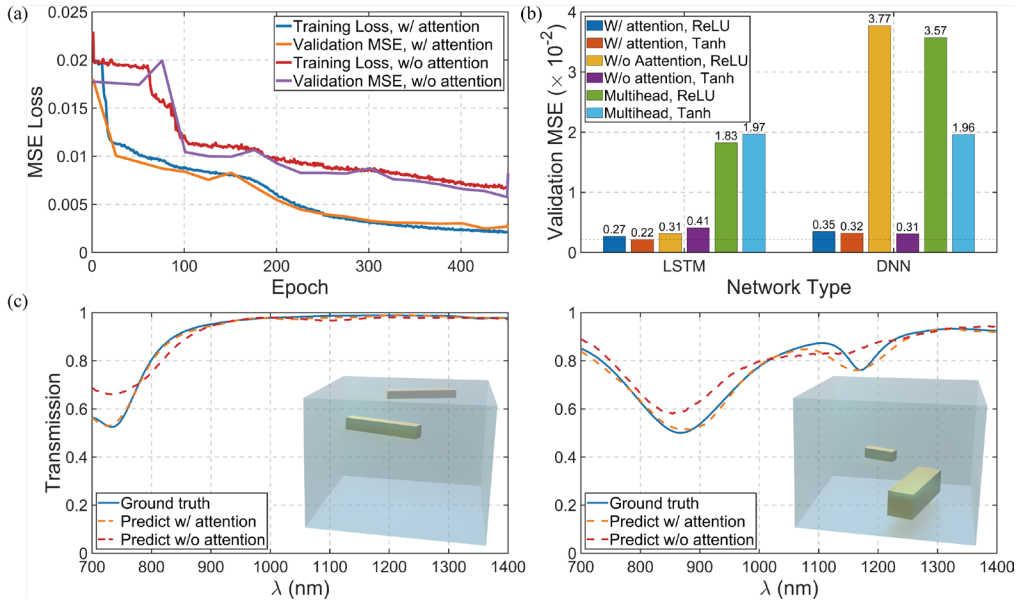 (a)
MSE Loss
0.025
0.02
0.015
0.01
0.005
0
Training Loss, w/ attention
Validation MSE, w/ attention
Training Loss, w/o attention
Validation MSE, w/o attention
0
100
200
300
400
Epoch
(b)
Validation MSE (× 10⁻²)
4
3
2
1
0
W/ attention, ReLU
W/ attention, Tanh
W/o Aattention, ReLU
W/o attention, Tanh
Multihead, ReLU
Multihead, Tanh
0.27
0.22
0.31
0.41
1.83
1.97
0.35
0.32
3.77
0.31
3.57
1.96
LSTM
DNN
Network Type
(c)
Transmission
1
0.8
0.6
0.4
0.2
0
Ground truth
Predict w/ attention
Predict w/o attention
700
800
900
1000
1100
1200
1300
1400
λ (nm)
1
0.8
0.6
0.4
0.2
0
Ground truth
Predict w/ attention
Predict w/o attention
700
800
900
1000
1100
1200
1300
1400
λ (nm)